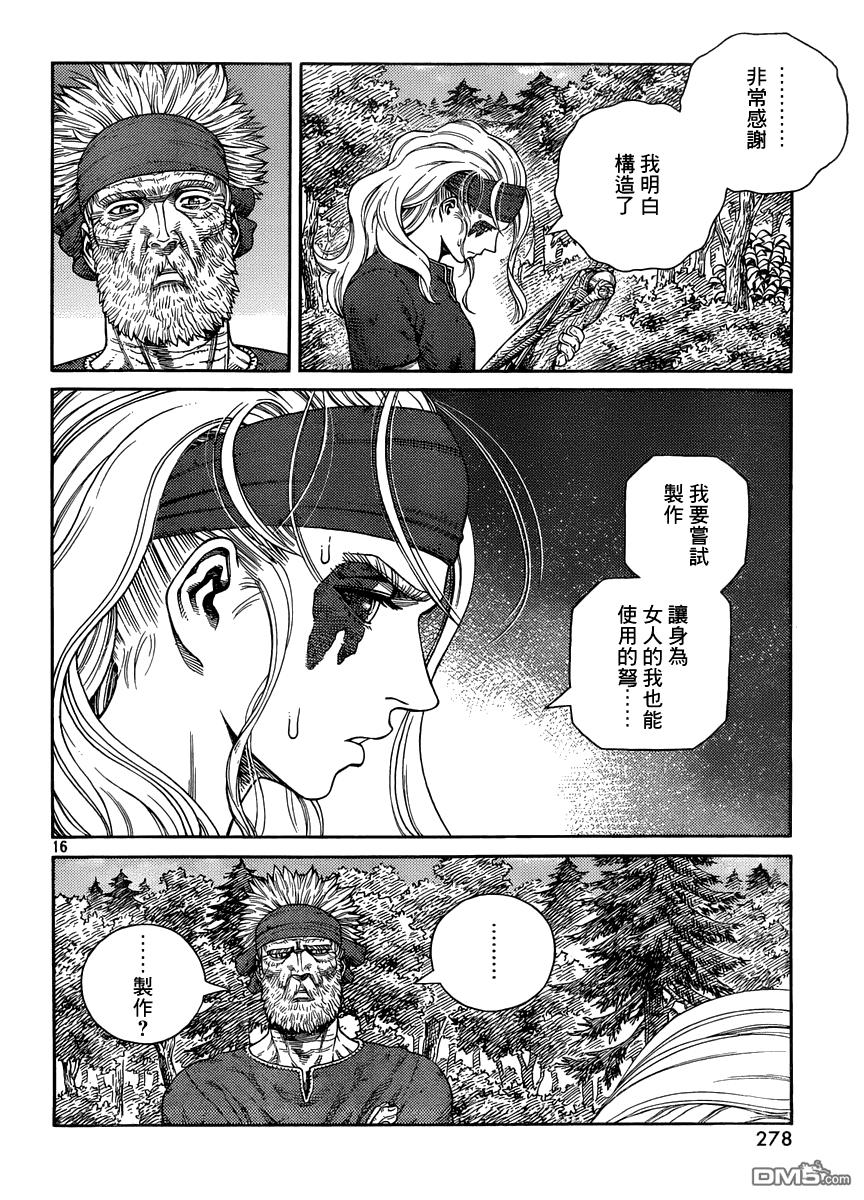 …………
非常感謝
我明白
構造了
我要嘗試
製作
讓身為
女人的我也能
使用的弩……
16
………
……製作？
278
DM5.com